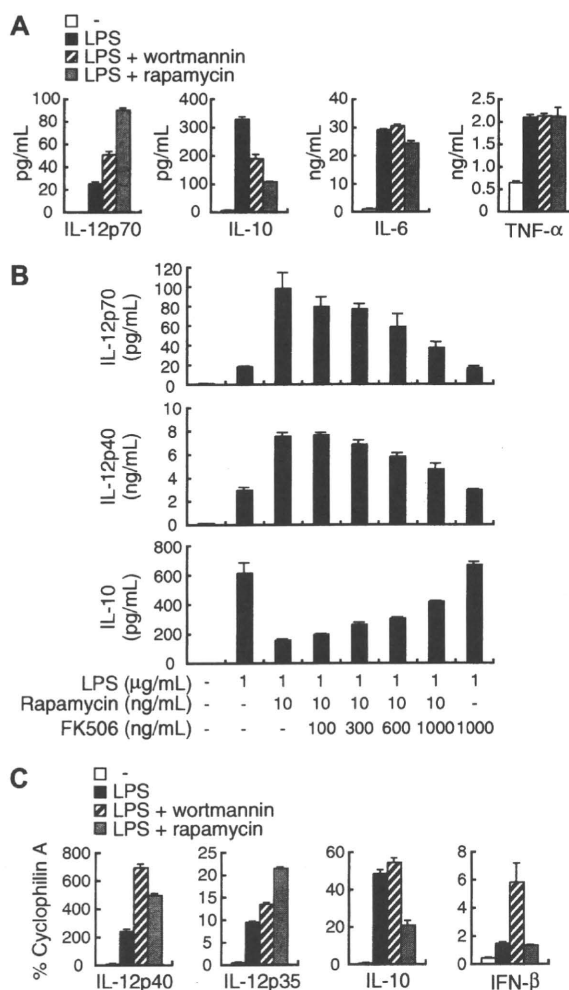 A
-
LPS
LPS + wortmannin
LPS + rapamycin
pg/mL
100
80
60
40
20
0
IL-12p70
pg/mL
400
300
200
100
0
IL-10
ng/mL
40
30
20
10
0
IL-6
ng/mL
2.5
2.0
1.5
1.0
0.5
0
TNF-α
B
IL-12p70
(pg/mL)
120
100
80
60
40
20
0
IL-12p40
(ng/mL)
8
6
4
2
0
IL-10
(pg/mL)
800
600
400
200
0
LPS (μg/mL) - 1 1 1 1 1 1 1
Rapamycin (ng/mL) - - 10 10 10 10 10 -
FK506 (ng/mL) - - - 100 300 600 1000 1000
C
-
LPS
LPS + wortmannin
LPS + rapamycin
% Cyclophilin A
800
600
400
200
0
IL-12p40
25
20
15
10
5
0
IL-12p35
60
40
20
0
IL-10
8
6
4
2
0
IFN-β